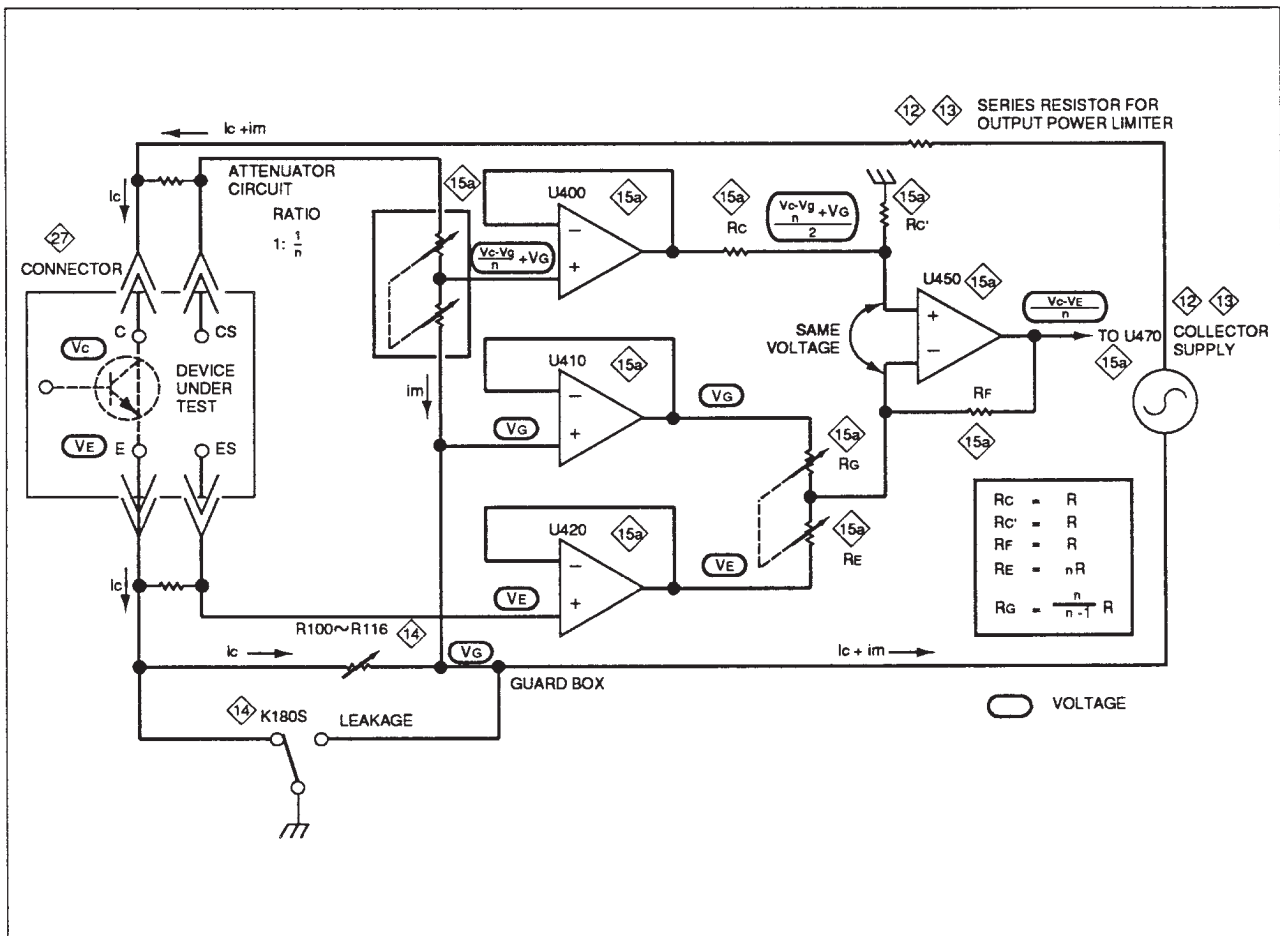 Ic +im
12 13 SERIES RESISTOR FOR
OUTPUT POWER LIMITER
Ic
ATTENUATOR
CIRCUIT
RATIO
1: 1/n
15a
U400
15a
−
+
15a
Rc
(Vc-Vg/n +VG)/2
15a
Rc'
27
CONNECTOR
Vc-Vg/n +VG
C
CS
Vc
DEVICE
UNDER
TEST
VE
E
ES
im
U410
15a
−
+
VG
VG
SAME
VOLTAGE
U450
15a
+
−
Vc-VE/n
TO U470
15a
12 13
COLLECTOR
SUPPLY
RF
15a
15a
RG
15a
RE
U420
15a
−
+
VE
VE
Rc = R
Rc' = R
RF = R
RE = nR
RG = n/n-1 R
Ic
R100~R116 14
Ic
VG
GUARD BOX
Ic + im
14 K180S
LEAKAGE
VOLTAGE